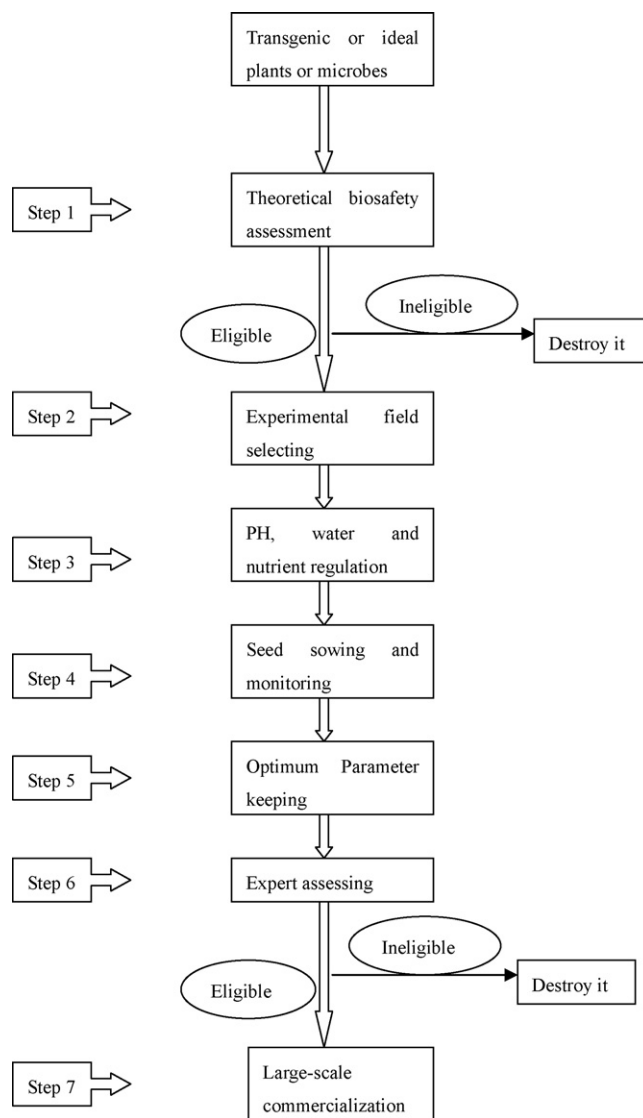 Transgenic or ideal
plants or microbes
Step 1
Theoretical biosafety
assessment
Ineligible
Eligible
Destroy it
Step 2
Experimental field
selecting
Step 3
PH, water and
nutrient regulation
Step 4
Seed sowing and
monitoring
Step 5
Optimum Parameter
keeping
Step 6
Expert assessing
Ineligible
Eligible
Destroy it
Step 7
Large-scale
commercialization